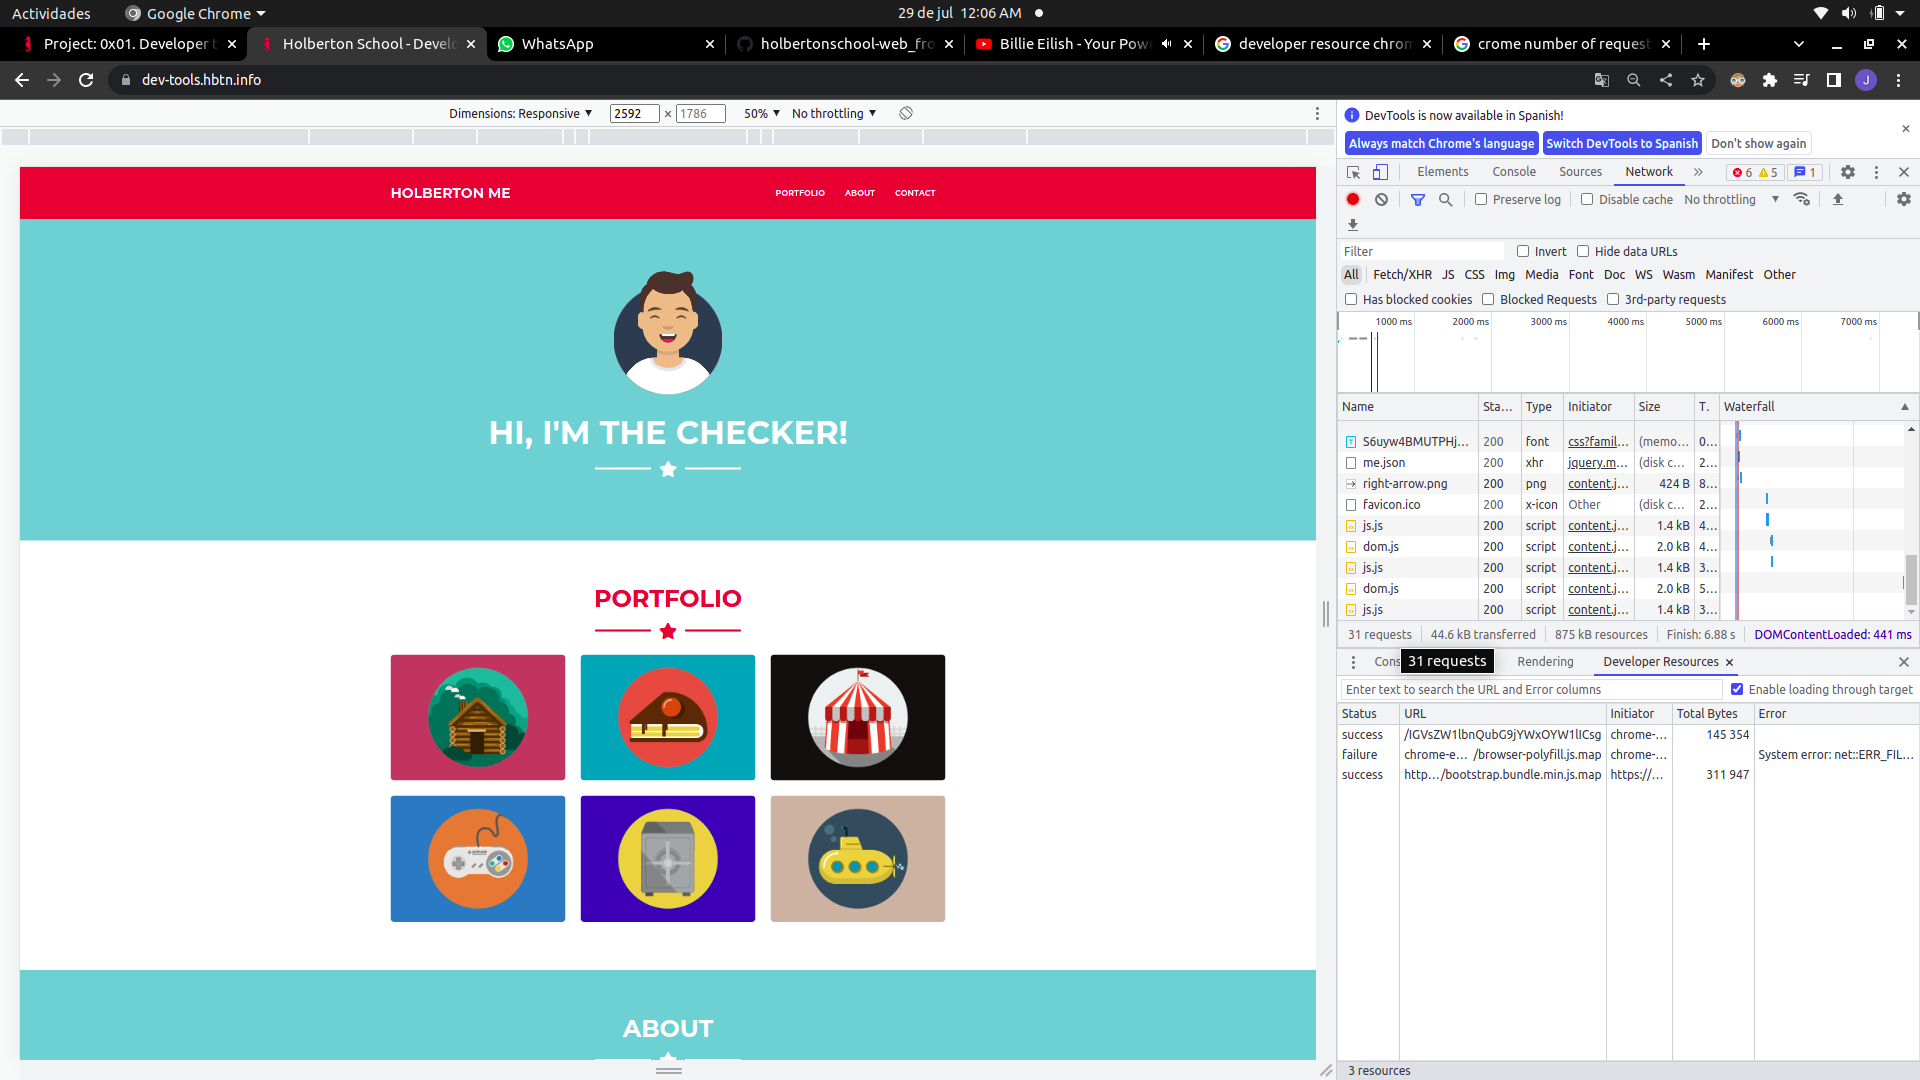 Actividades
Google Chrome
29 de jul 12:06 AM
Project: 0x01. Developer t
Holberton School - Develo
WhatsApp
holbertonschool-web_fro
Billie Eilish - Your Powe
developer resource chrom
crome number of request
dev-tools.hbtn.info
J
Dimensions: Responsive
2592 × 1786
50%
No throttling
DevTools is now available in Spanish!
Always match Chrome's language
Switch DevTools to Spanish
Don't show again
Elements Console Sources Network » 6 5 1
Preserve log Disable cache No throttling
Filter Invert Hide data URLs
All Fetch/XHR JS CSS Img Media Font Doc WS Wasm Manifest Other
Has blocked cookies Blocked Requests 3rd-party requests
1000 ms 2000 ms 3000 ms 4000 ms 5000 ms 6000 ms 7000 ms
Name Sta... Type Initiator Size T. Waterfall
S6uyw4BMUTPHj... 200 font css?famil... (memo... 0...
me.json 200 xhr jquery.m... (disk c... 2...
right-arrow.png 200 png content.j... 424 B 8...
favicon.ico 200 x-icon Other (disk c... 2...
js.js 200 script content.j... 1.4 kB 4...
dom.js 200 script content.j... 2.0 kB 4...
js.js 200 script content.j... 1.4 kB 3...
dom.js 200 script content.j... 2.0 kB 5...
js.js 200 script content.j... 1.4 kB 3...
31 requests 44.6 kB transferred 875 kB resources Finish: 6.88 s DOMContentLoaded: 441 ms
Cons 31 requests Rendering Developer Resources
Enter text to search the URL and Error columns Enable loading through target
Status URL Initiator Total Bytes Error
success /IGVsZW1lbnQubG9jYWxOYW1lICsg chrome-... 145 354
failure chrome-e... /browser-polyfill.js.map chrome-... System error: net::ERR_FIL...
success http.../bootstrap.bundle.min.js.map https://... 311 947
3 resources
HOLBERTON ME
PORTFOLIO ABOUT CONTACT
HI, I'M THE CHECKER!
PORTFOLIO
ABOUT